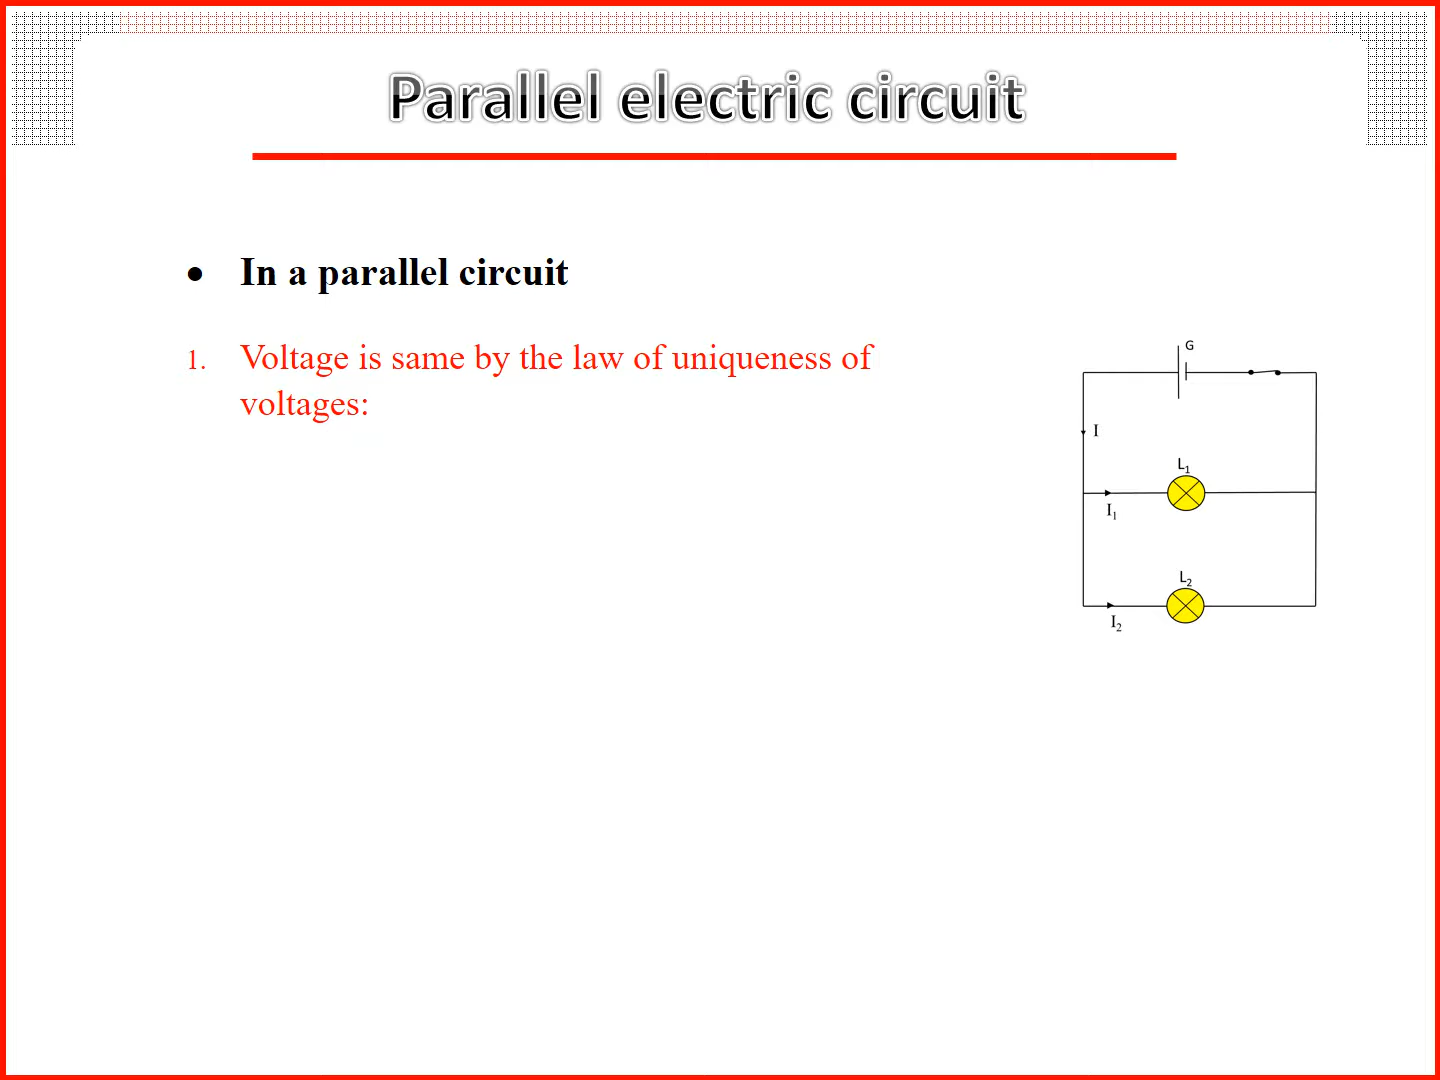 Parallel electric circuit
• In a parallel circuit
1. Voltage is same by the law of uniqueness of
voltages:
G
I
L₁
I₁
L₂
I₂